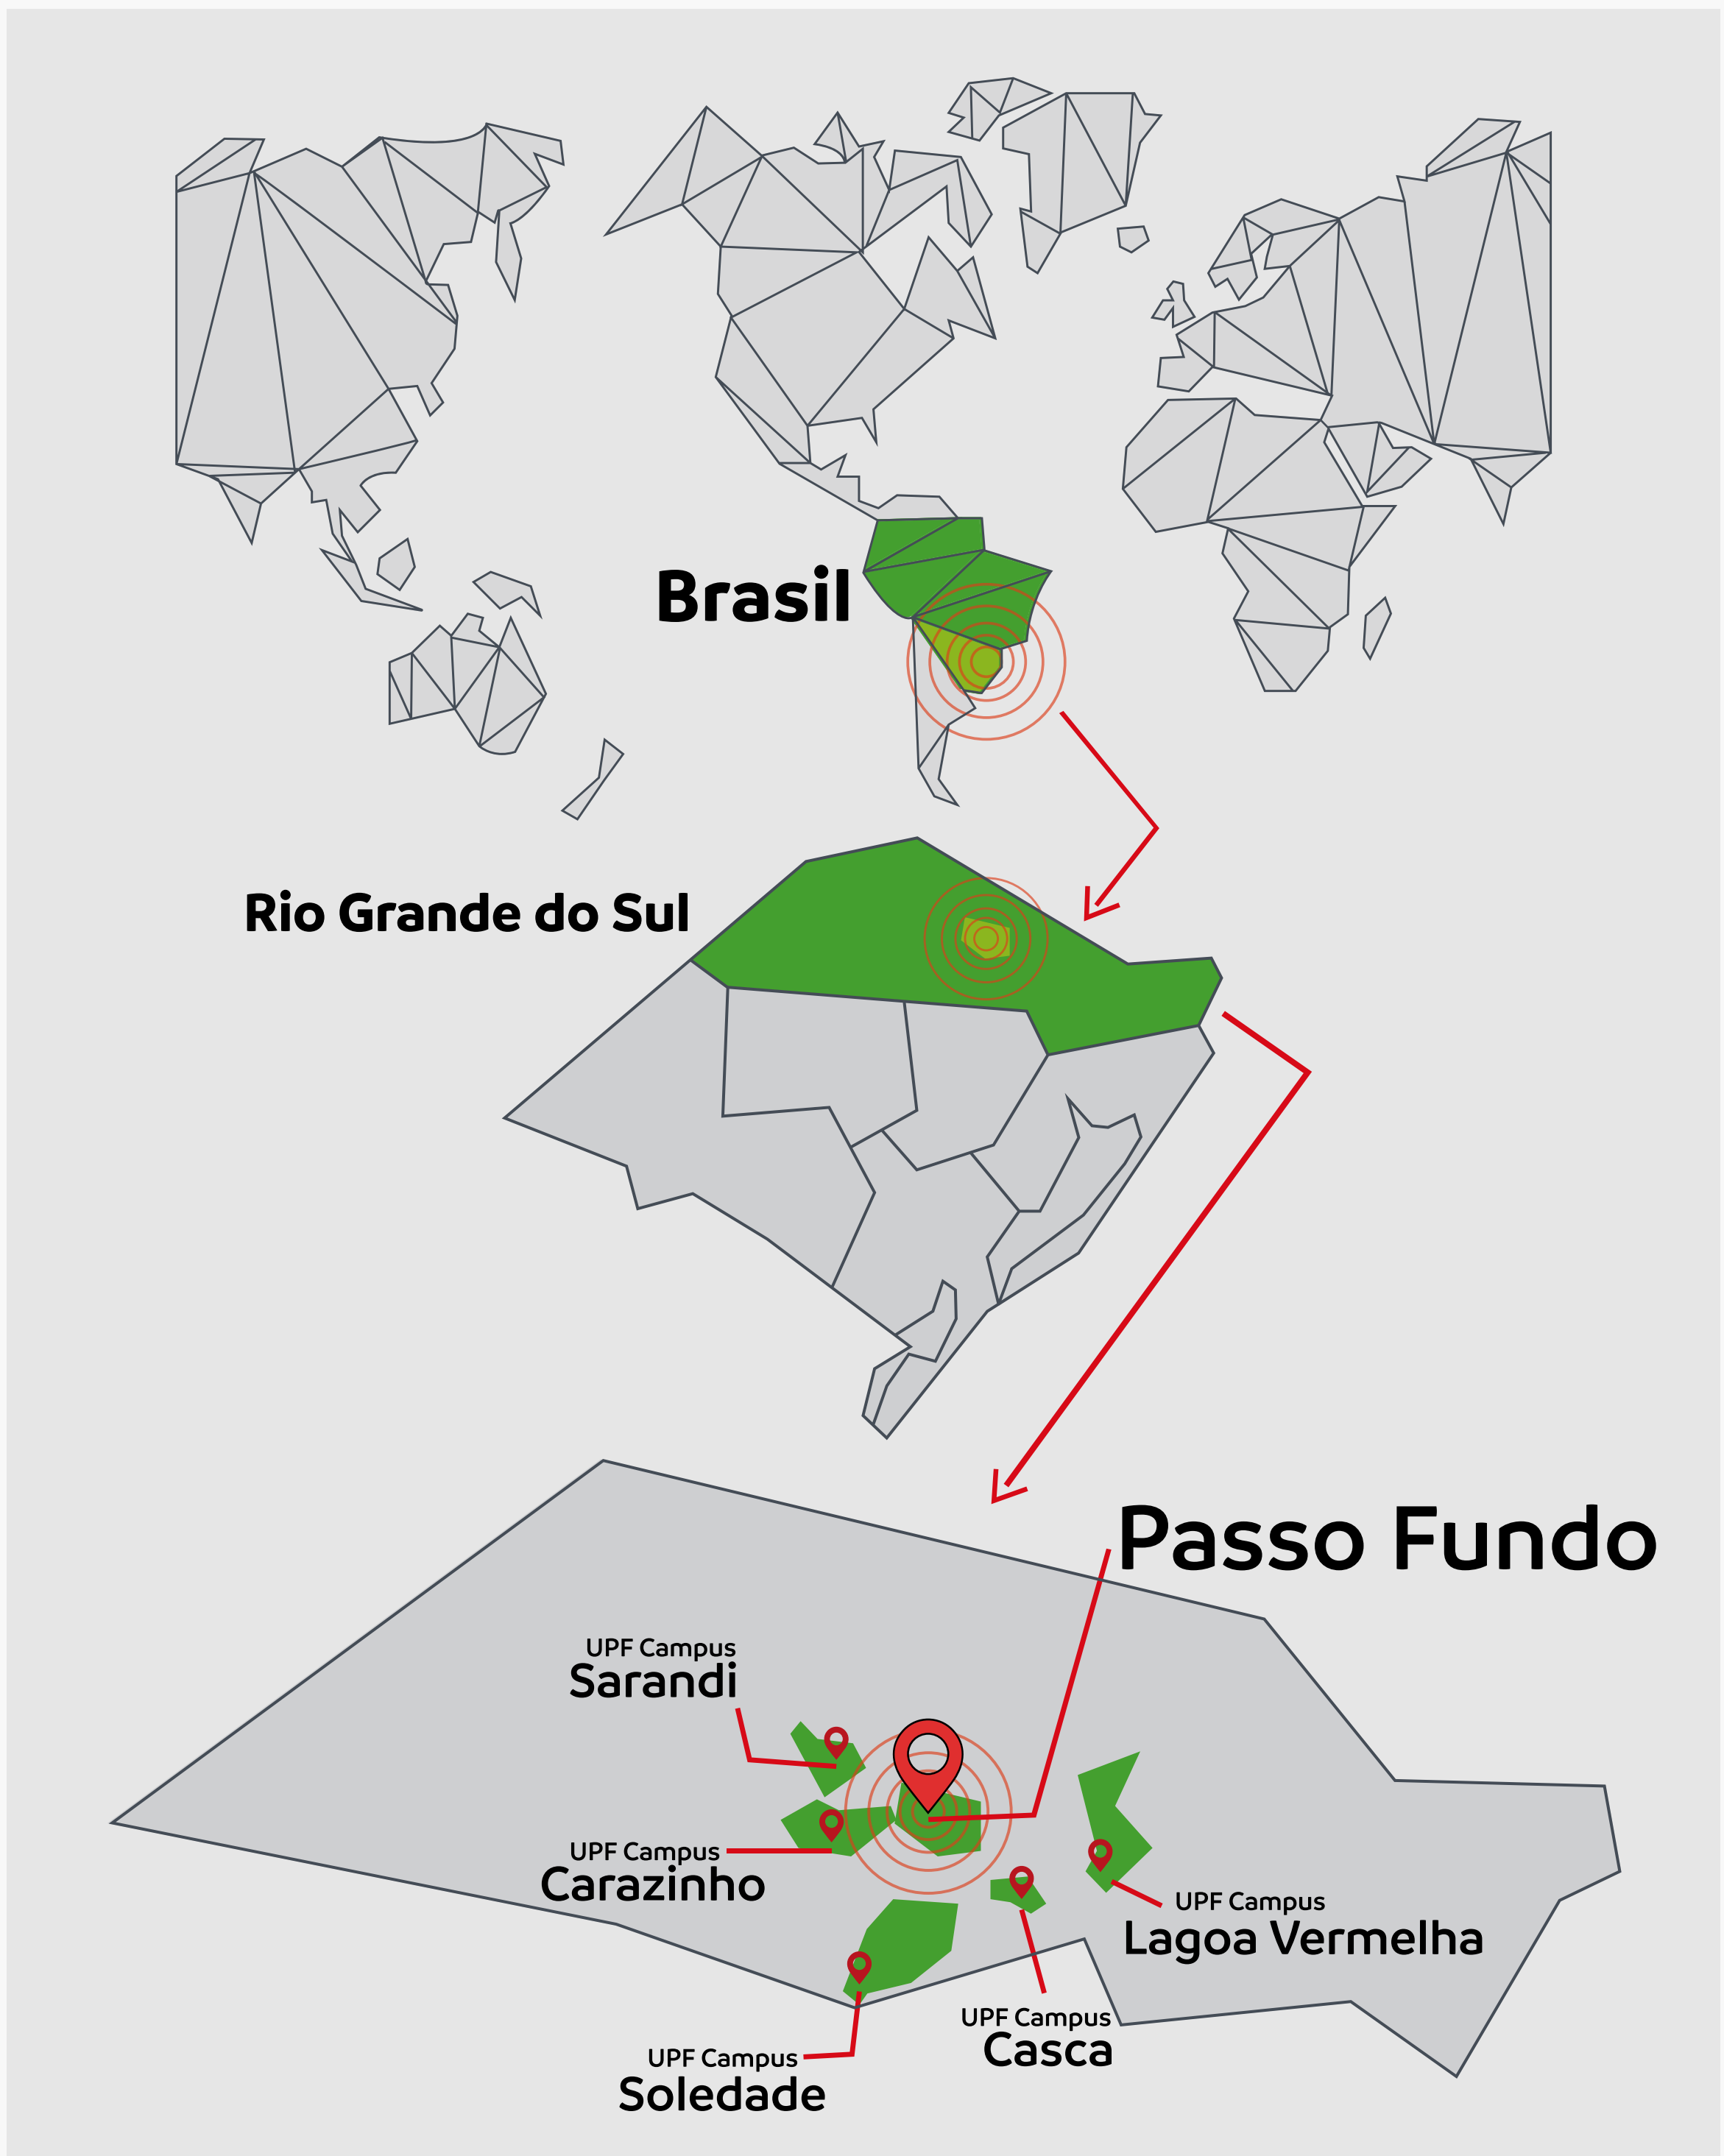 Brasil
Rio Grande do Sul
Passo Fundo
UPF Campus
Sarandi
UPF Campus
Carazinho
UPF Campus
Lagoa Vermelha
UPF Campus
Casca
UPF Campus
Soledade